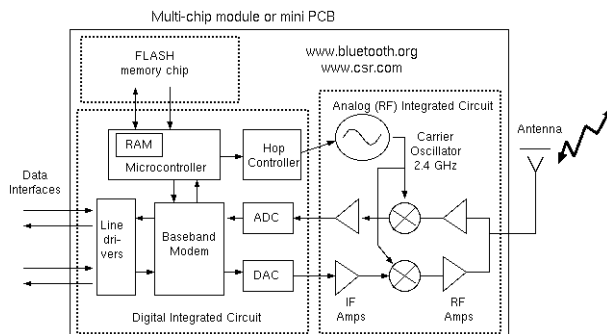 Multi-chip module or mini PCB
FLASH
memory chip
www.bluetooth.org
www.csr.com
Analog (RF) Integrated Circuit
Antenna
RAM
Microcontroller
Hop
Controller
Carrier
Oscillator
2.4 GHz
Data
Interfaces
Line
dri-
vers
Baseband
Modem
ADC
DAC
IF
Amps
RF
Amps
Digital Integrated Circuit